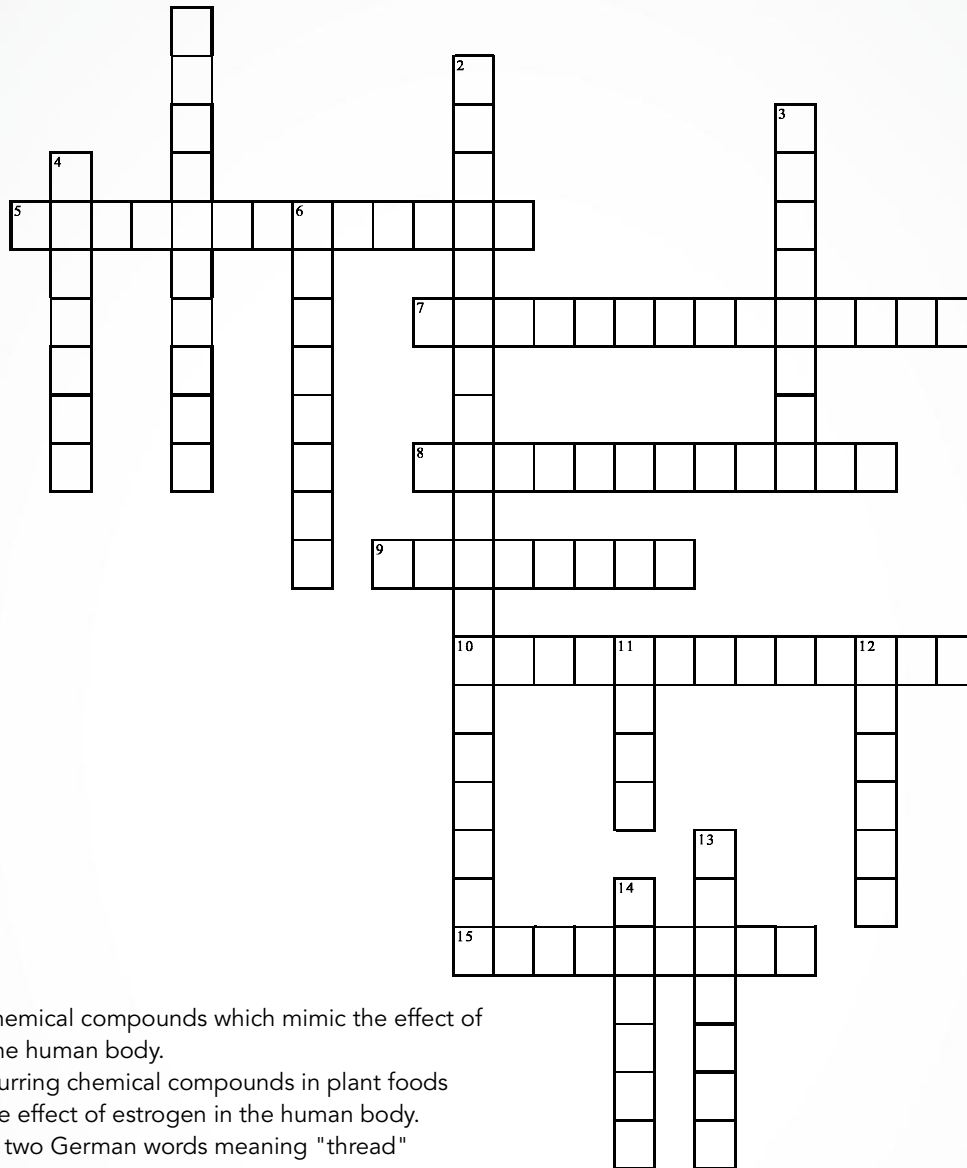 2
3
4
5 6
7
8
9
10 11 12
13
14
15
hemical compounds which mimic the effect of
he human body.
urring chemical compounds in plant foods
e effect of estrogen in the human body.
two German words meaning "thread"